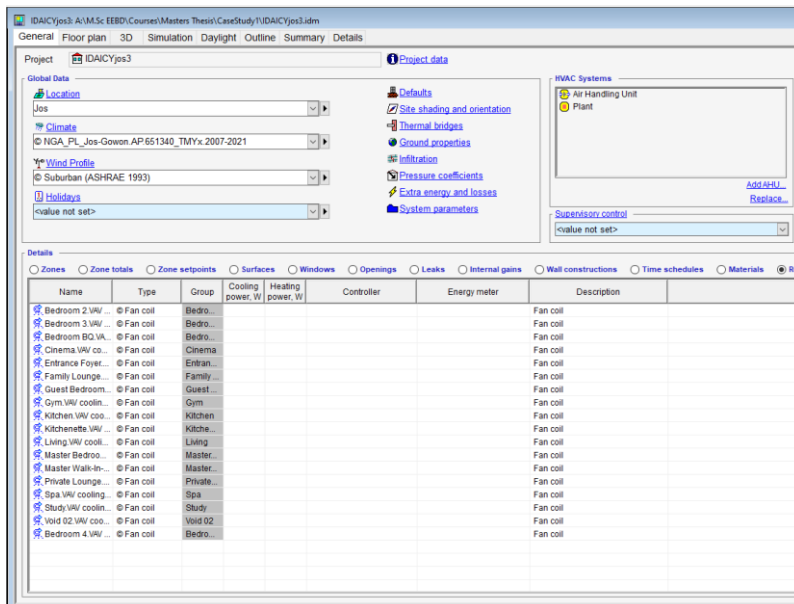 IDAICYjos3: A:\M.Sc EEBD\Courses\Masters Thesis\CaseStudy1\IDAICYjos3.idm
General Floor plan 3D Simulation Daylight Outline Summary Details
Project IDAICYjos3 Project data
Global Data
Location
Jos
Climate
© NGA_PL_Jos-Gowon.AP.651340_TMYx.2007-2021
Wind Profile
© Suburban (ASHRAE 1993)
Holidays
<value not set>
Defaults
Site shading and orientation
Thermal bridges
Ground properties
Infiltration
Pressure coefficients
Extra energy and losses
System parameters
HVAC Systems
Air Handling Unit
Plant
Add AHU...
Replace...
Supervisory control
<value not set>
Details
Zones Zone totals Zone setpoints Surfaces Windows Openings Leaks Internal gains Wall constructions Time schedules Materials R
Name Type Group Cooling power, W Heating power, W Controller Energy meter Description
Bedroom 2.VAV ... © Fan coil Bedro... Fan coil
Bedroom 3.VAV ... © Fan coil Bedro... Fan coil
Bedroom BQ.VA... © Fan coil Bedro... Fan coil
Cinema.VAV co... © Fan coil Cinema Fan coil
Entrance Foyer.... © Fan coil Entran... Fan coil
Family Lounge.... © Fan coil Family ... Fan coil
Guest Bedroom... © Fan coil Guest ... Fan coil
Gym.VAV coolin... © Fan coil Gym Fan coil
Kitchen.VAV coo... © Fan coil Kitchen Fan coil
Kitchenette.VAV ... © Fan coil Kitche... Fan coil
Living.VAV cooli... © Fan coil Living Fan coil
Master Bedroo... © Fan coil Master... Fan coil
Master Walk-In-... © Fan coil Master... Fan coil
Private Lounge.... © Fan coil Private... Fan coil
Spa.VAV cooling... © Fan coil Spa Fan coil
Study.VAV coolin... © Fan coil Study Fan coil
Void 02.VAV coo... © Fan coil Void 02 Fan coil
Bedroom 4.VAV ... © Fan coil Bedro... Fan coil